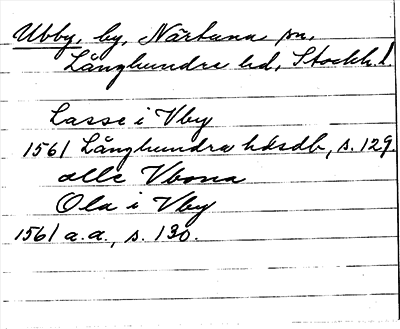 Ubby, by, Närtuna sn,
Långhundra hd, Stockh. l.
Lasse i Vby
1561 Långhundra hdsdb, s. 129.
alle Vbona
Ola i Vby
1561 a.a., s. 130.